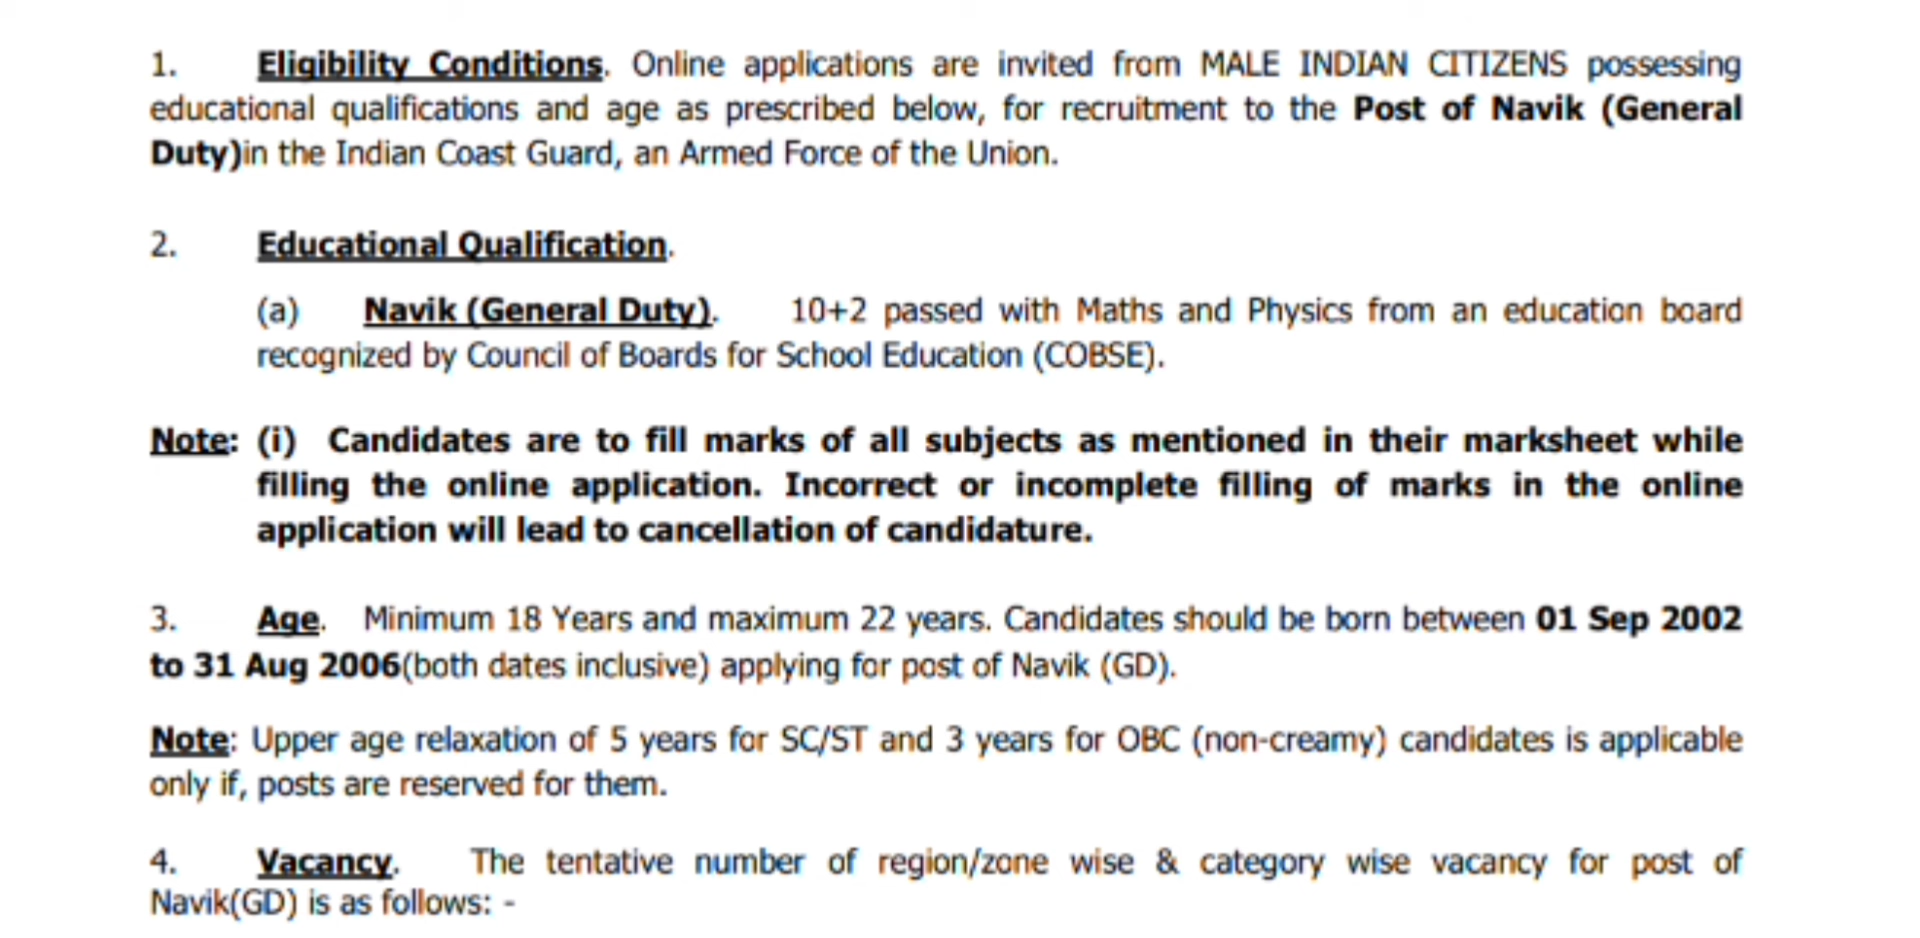 1. Eligibility Conditions. Online applications are invited from MALE INDIAN CITIZENS possessing
educational qualifications and age as prescribed below, for recruitment to the Post of Navik (General
Duty)in the Indian Coast Guard, an Armed Force of the Union.
2. Educational Qualification.
(a) Navik (General Duty). 10+2 passed with Maths and Physics from an education board
recognized by Council of Boards for School Education (COBSE).
Note: (i) Candidates are to fill marks of all subjects as mentioned in their marksheet while
filling the online application. Incorrect or incomplete filling of marks in the online
application will lead to cancellation of candidature.
3. Age. Minimum 18 Years and maximum 22 years. Candidates should be born between 01 Sep 2002
to 31 Aug 2006(both dates inclusive) applying for post of Navik (GD).
Note: Upper age relaxation of 5 years for SC/ST and 3 years for OBC (non-creamy) candidates is applicable
only if, posts are reserved for them.
4. Vacancy. The tentative number of region/zone wise & category wise vacancy for post of
Navik(GD) is as follows: -